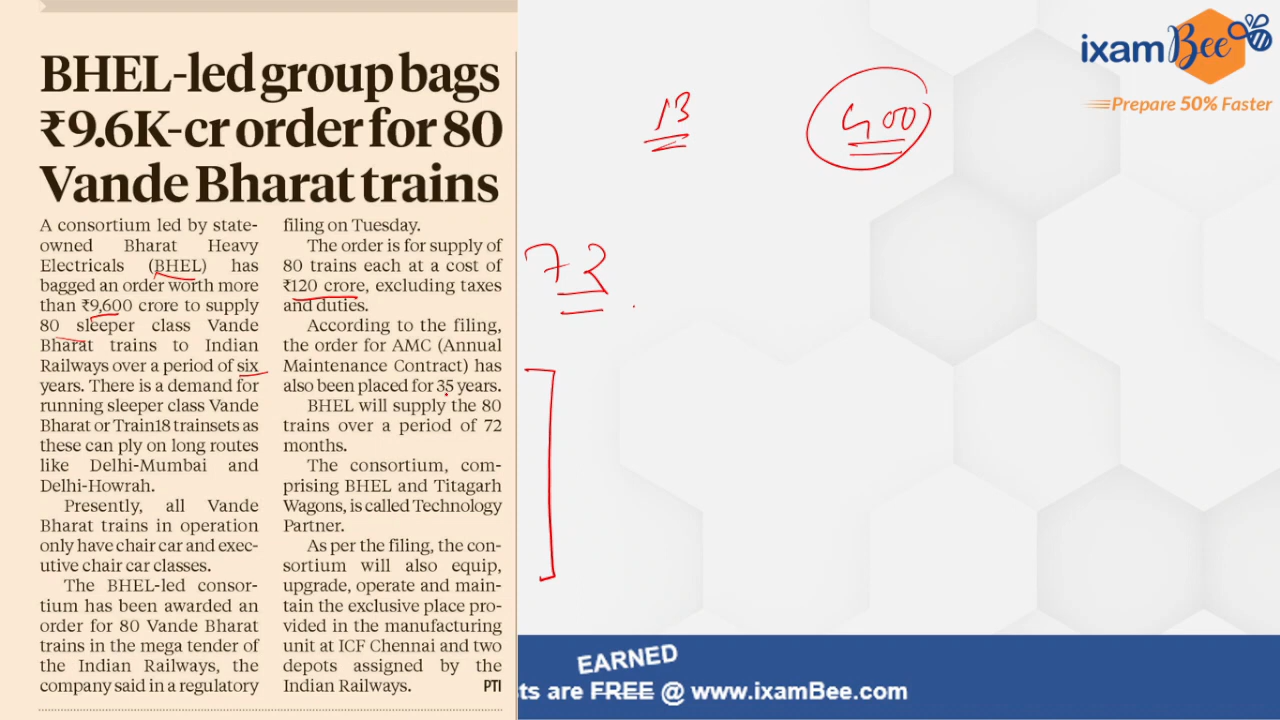 BHEL-led group bags
₹9.6K-cr order for 80
Vande Bharat trains
A consortium led by state-
owned Bharat Heavy
Electricals (BHEL) has
bagged an order worth more
than ₹9,600 crore to supply
80 sleeper class Vande
Bharat trains to Indian
Railways over a period of six
years. There is a demand for
running sleeper class Vande
Bharat or Train18 trainsets as
these can ply on long routes
like Delhi-Mumbai and
Delhi-Howrah.
Presently, all Vande
Bharat trains in operation
only have chair car and exec-
utive chair car classes.
The BHEL-led consor-
tium has been awarded an
order for 80 Vande Bharat
trains in the mega tender of
the Indian Railways, the
company said in a regulatory
filing on Tuesday.
The order is for supply of
80 trains each at a cost of
₹120 crore, excluding taxes
and duties.
According to the filing,
the order for AMC (Annual
Maintenance Contract) has
also been placed for 35 years.
BHEL will supply the 80
trains over a period of 72
months.
The consortium, com-
prising BHEL and Titagarh
Wagons, is called Technology
Partner.
As per the filing, the con-
sortium will also equip,
upgrade, operate and main-
tain the exclusive place pro-
vided in the manufacturing
unit at ICF Chennai and two
depots assigned by the
Indian Railways. PTI
13
400
73
ixamBee
Prepare 50% Faster
EARNED
ts are FREE @ www.ixamBee.com